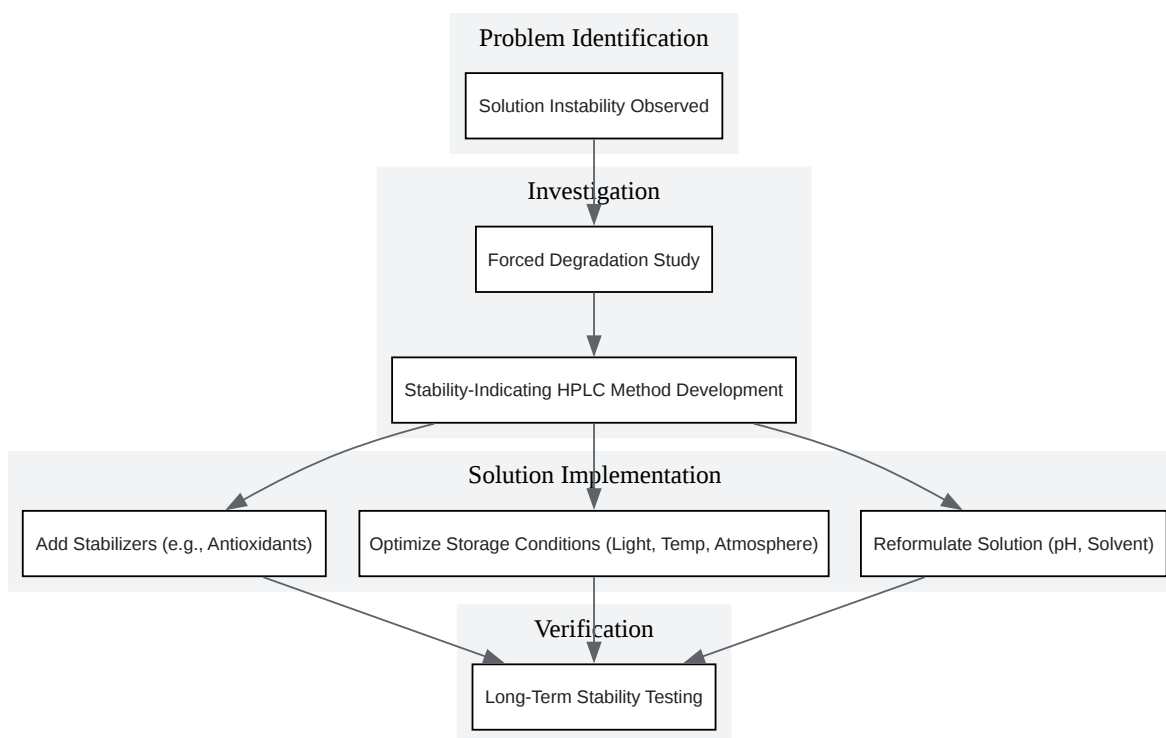 Problem Identification
Solution Instability Observed
Investigation
Forced Degradation Study
Stability-Indicating HPLC Method Development
Solution Implementation
Add Stabilizers (e.g., Antioxidants)
Optimize Storage Conditions (Light, Temp, Atmosphere)
Reformulate Solution (pH, Solvent)
Verification
Long-Term Stability Testing